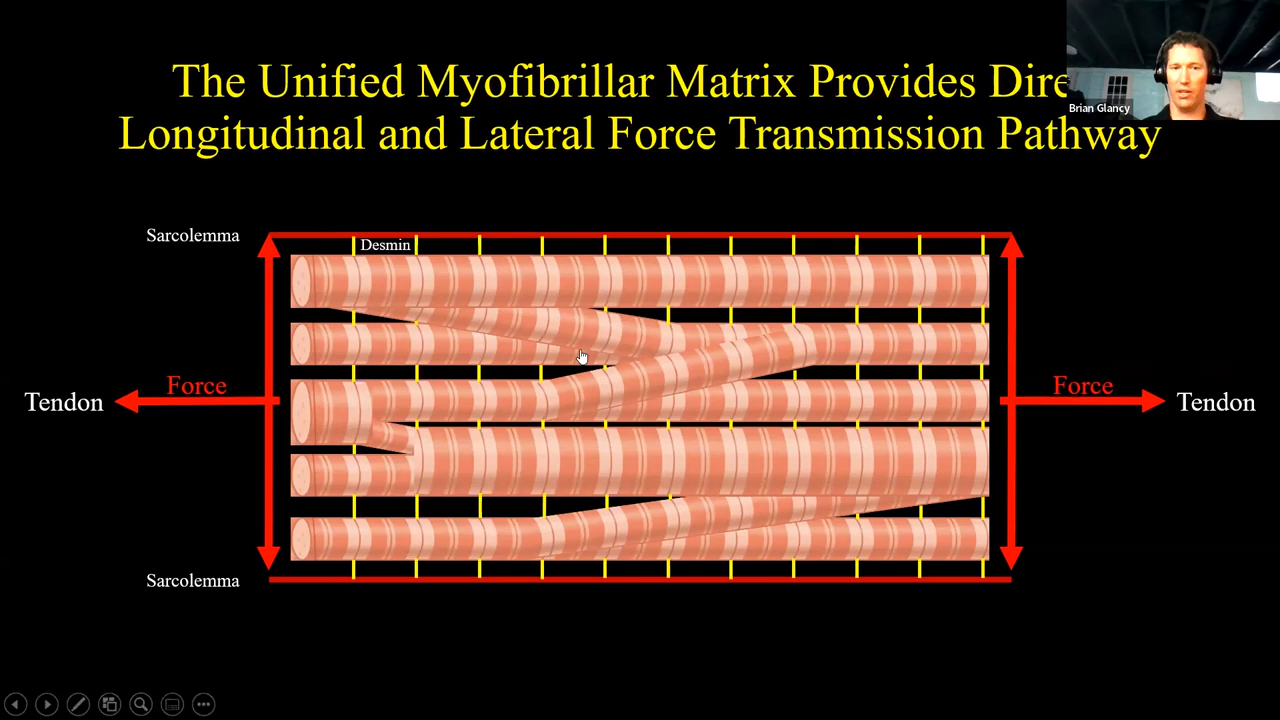 The Unified Myofibrillar Matrix Provides Dire
Brian Glancy
Longitudinal and Lateral Force Transmission Pathway
Sarcolemma
Desmin
Force
Force
Tendon
Tendon
Sarcolemma